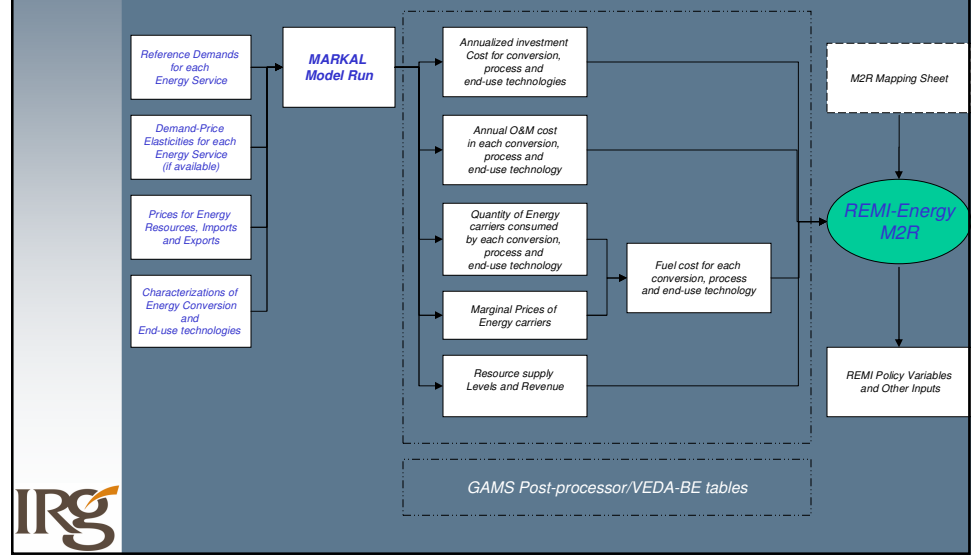 Reference Demands
for each
Energy Service
Demand-Price
Elasticities for each
Energy Service
(if available)
Prices for Energy
Resources, Imports
and Exports
Characterizations of
Energy Conversion
and
End-use technologies
MARKAL
Model Run
Annualized investment
Cost for conversion,
process and
end-use technologies
Annual O&M cost
in each conversion,
process and
end-use technology
Quantity of Energy
carriers consumed
by each conversion,
process and
end-use technology
Marginal Prices of
Energy carriers
Resource supply
Levels and Revenue
Fuel cost for each
conversion, process
and end-use technology
M2R Mapping Sheet
REMI-Energy
M2R
REMI Policy Variables
and Other Inputs
GAMS Post-processor/VEDA-BE tables
IRg